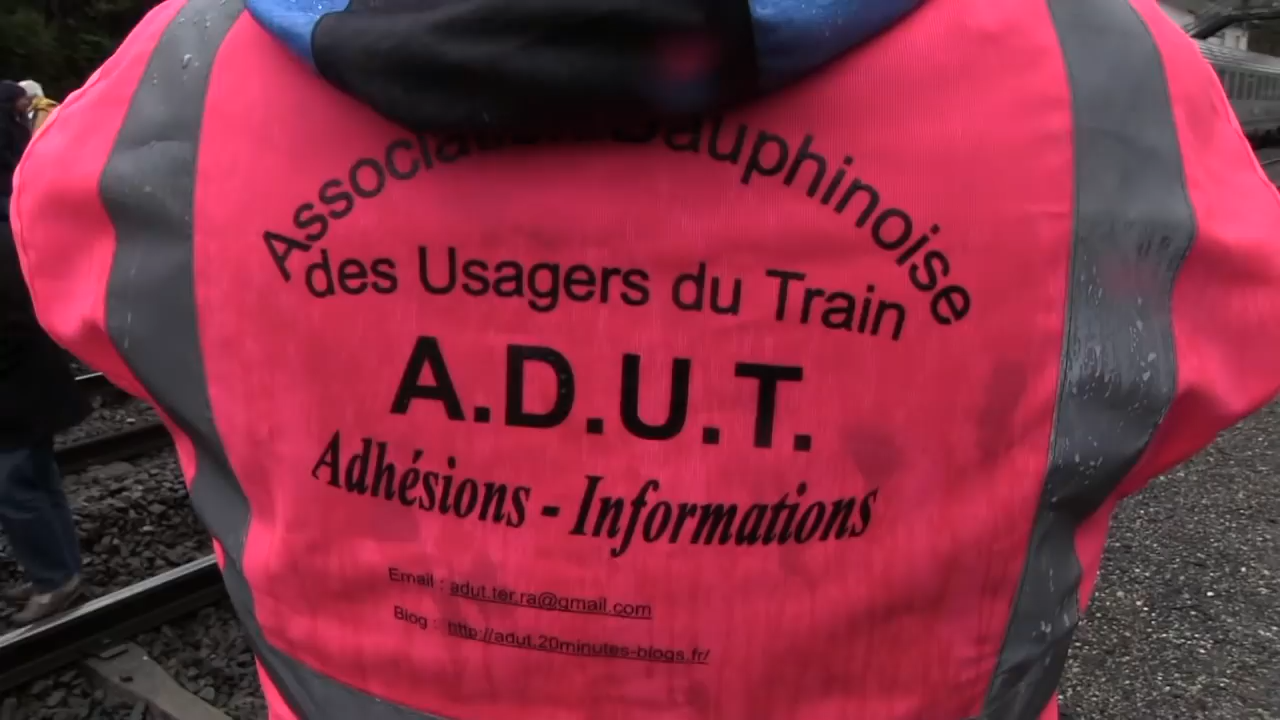 Association Dauphinoise
des Usagers du Train
A.D.U.T.
Adhésions - Informations
Email : adut.ter.ra@gmail.com
Blog : http://adut.20minutes-blogs.fr/